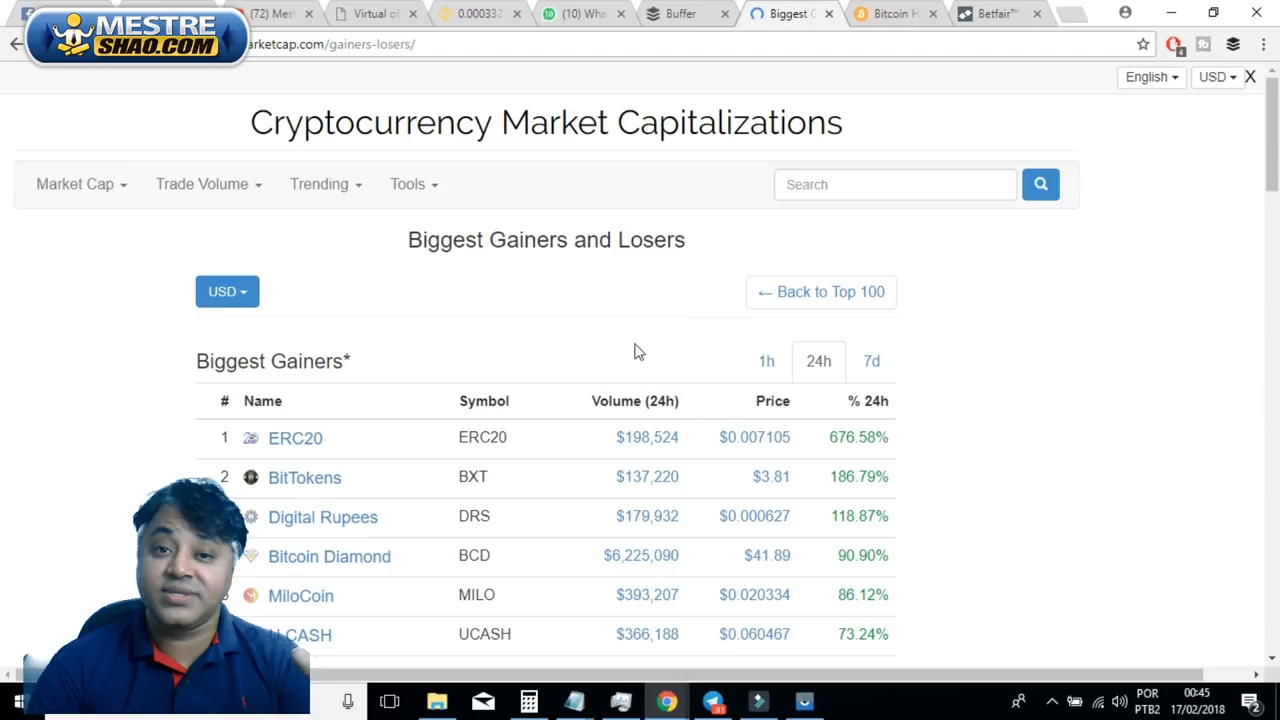 (72) Mes
Virtual of
0.000332
(10) Wha
Buffer
Biggest G
Bitcoin H
Betfair™
MESTRE
SHAO.COM
arketcap.com/gainers-losers/
4
English
USD
X
Cryptocurrency Market Capitalizations
Market Cap
Trade Volume
Trending
Tools
Search
Biggest Gainers and Losers
USD
← Back to Top 100
Biggest Gainers*
1h
24h
7d
# Name Symbol Volume (24h) Price % 24h
1 ERC20 ERC20 $198,524 $0.007105 676.58%
2 BitTokens BXT $137,220 $3.81 186.79%
Digital Rupees DRS $179,932 $0.000627 118.87%
Bitcoin Diamond BCD $6,225,090 $41.89 90.90%
MiloCoin MILO $393,207 $0.020334 86.12%
CASH UCASH $366,188 $0.060467 73.24%
POR 00:45
PTB2 17/02/2018
2